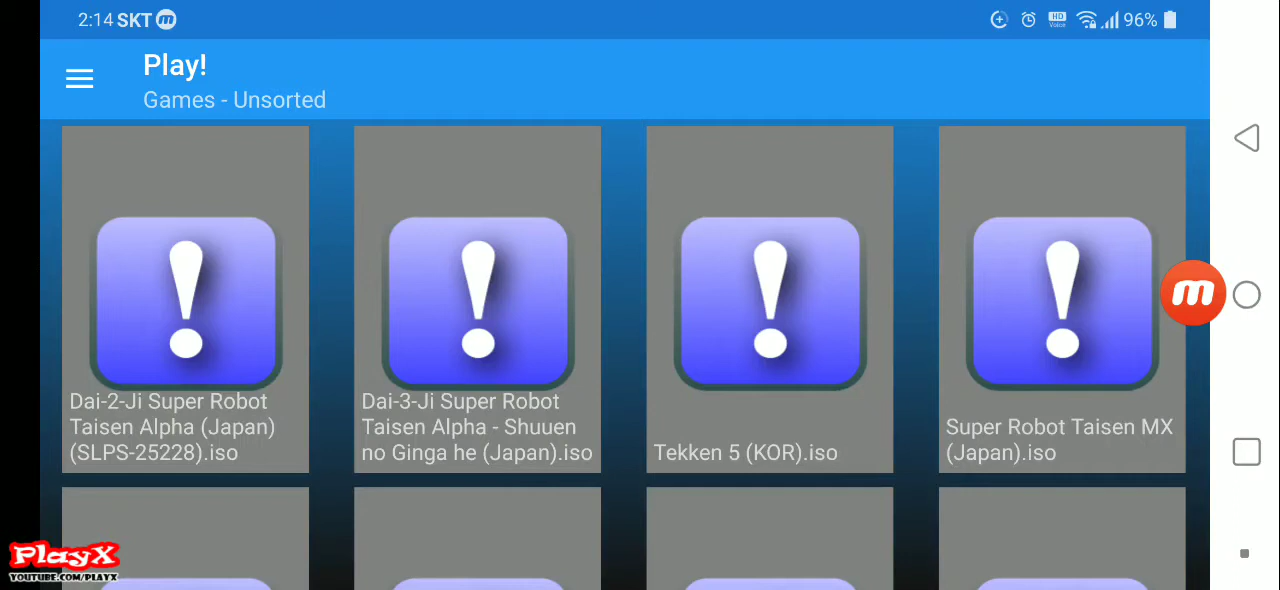 2:14 SKT m
HD Voice 96%
Play!
Games - Unsorted
Dai-2-Ji Super Robot
Taisen Alpha (Japan)
(SLPS-25228).iso
Dai-3-Ji Super Robot
Taisen Alpha - Shuuen
no Ginga he (Japan).iso
Tekken 5 (KOR).iso
Super Robot Taisen MX
(Japan).iso
m
PlayX
YOUTUBE.COM/PLAYX